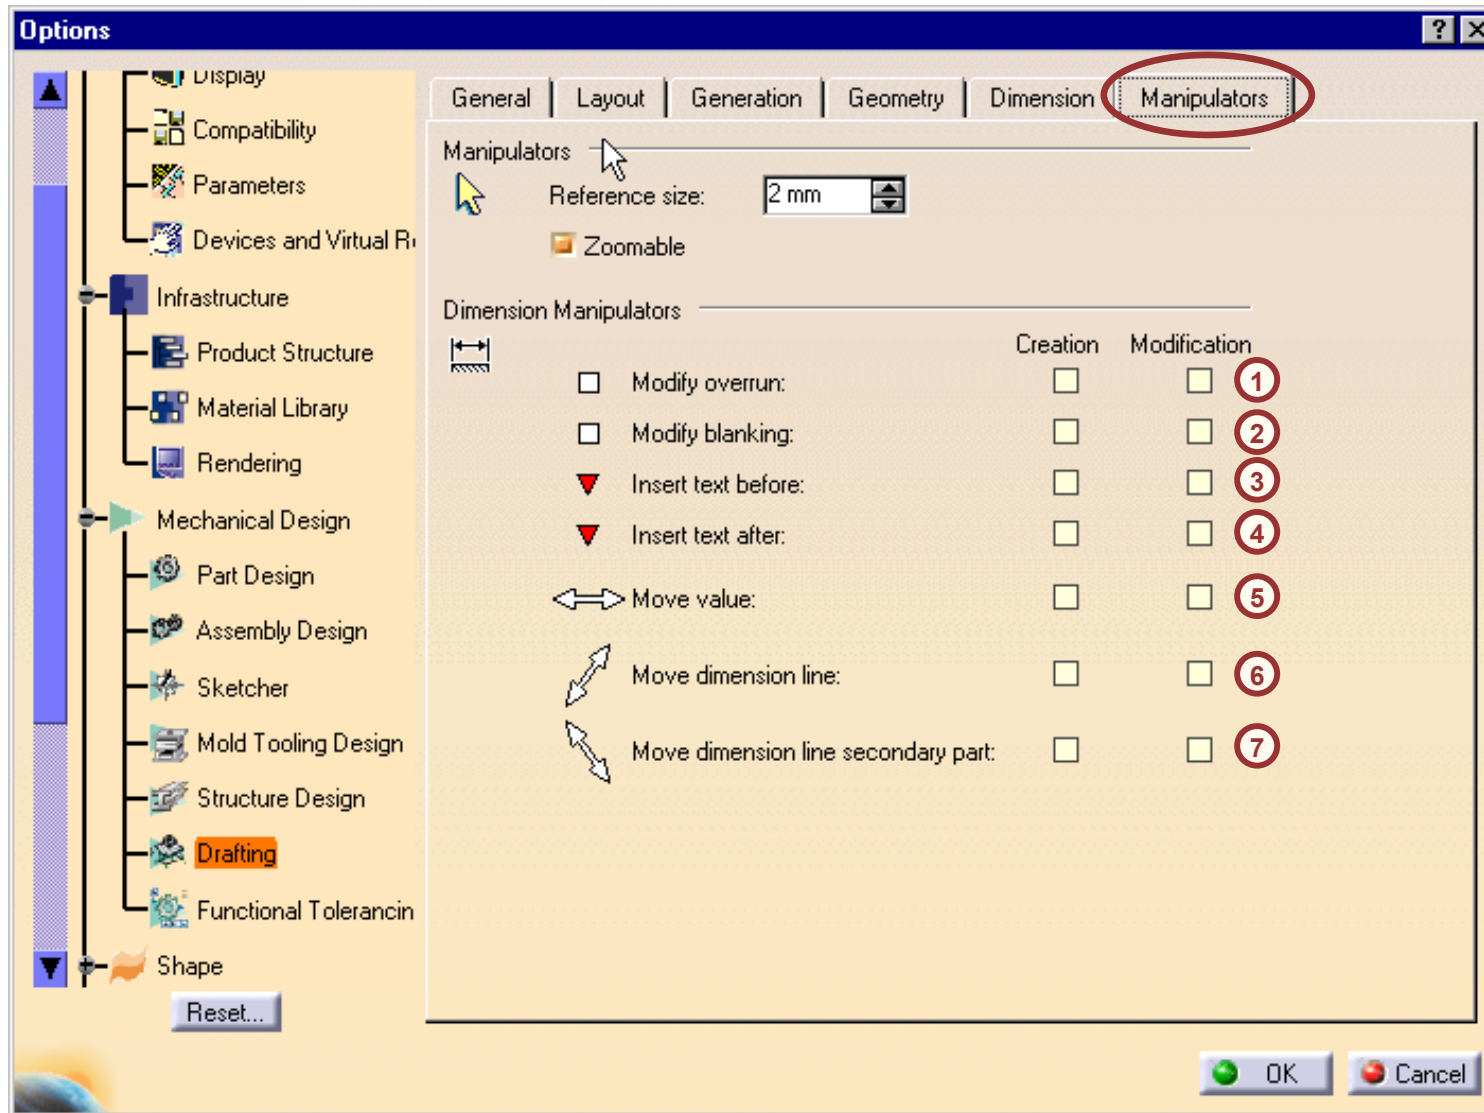 Options
Display
Compatibility
Parameters
Devices and Virtual R
Infrastructure
Product Structure
Material Library
Rendering
Mechanical Design
Part Design
Assembly Design
Sketcher
Mold Tooling Design
Structure Design
Drafting
Functional Tolerancin
Shape
Reset...
General Layout Generation Geometry Dimension Manipulators
Manipulators
Reference size: 2 mm
Zoomable
Dimension Manipulators
Creation Modification
Modify overrun: 1
Modify blanking: 2
Insert text before: 3
Insert text after: 4
Move value: 5
Move dimension line: 6
Move dimension line secondary part: 7
OK Cancel